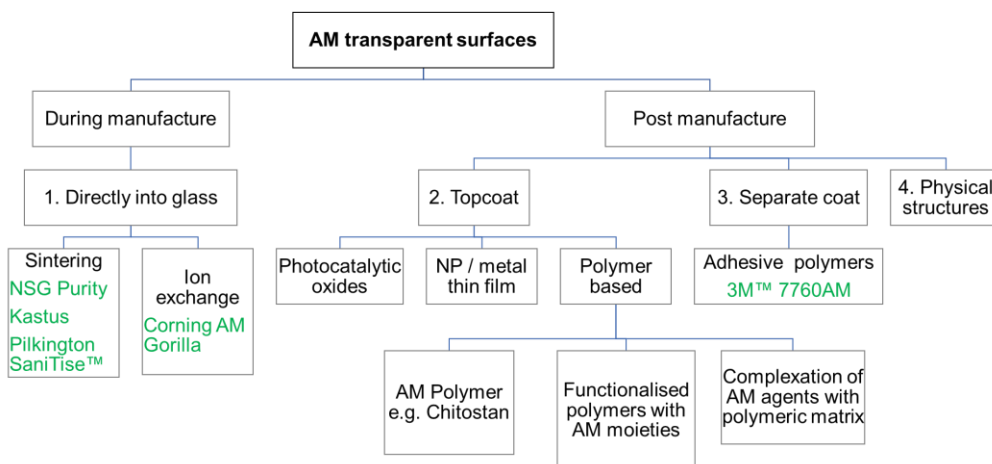 AM transparent surfaces
During manufacture
Post manufacture
1. Directly into glass
2. Topcoat
3. Separate coat
4. Physical
structures
Sintering
NSG Purity
Kastus
Pilkington
SaniTise™
Ion
exchange
Corning AM
Gorilla
Photocatalytic
oxides
NP / metal
thin film
Polymer
based
Adhesive polymers
3M™ 7760AM
AM Polymer
e.g. Chitostan
Functionalised
polymers with
AM moieties
Complexation of
AM agents with
polymeric matrix